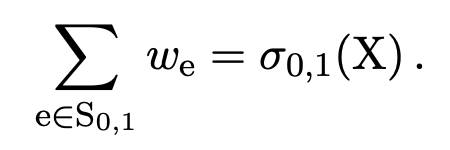 ∑_{e∈S_{0,1}} w_e = σ_{0,1}(X) .